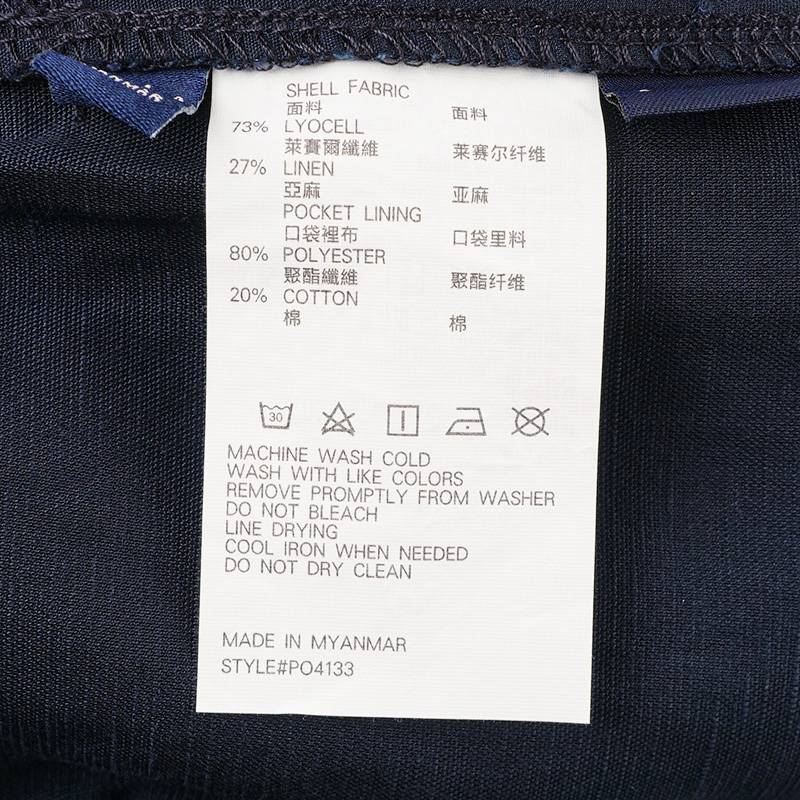 SHELL FABRIC
面料 面料
73% LYOCELL
萊賽爾纖維 莱赛尔纤维
27% LINEN
亞麻 亚麻
POCKET LINING
口袋裡布 口袋里料
80% POLYESTER
聚酯纖維 聚酯纤维
20% COTTON
棉 棉
30
MACHINE WASH COLD
WASH WITH LIKE COLORS
REMOVE PROMPTLY FROM WASHER
DO NOT BLEACH
LINE DRYING
COOL IRON WHEN NEEDED
DO NOT DRY CLEAN
MADE IN MYANMAR
STYLE#PO4133